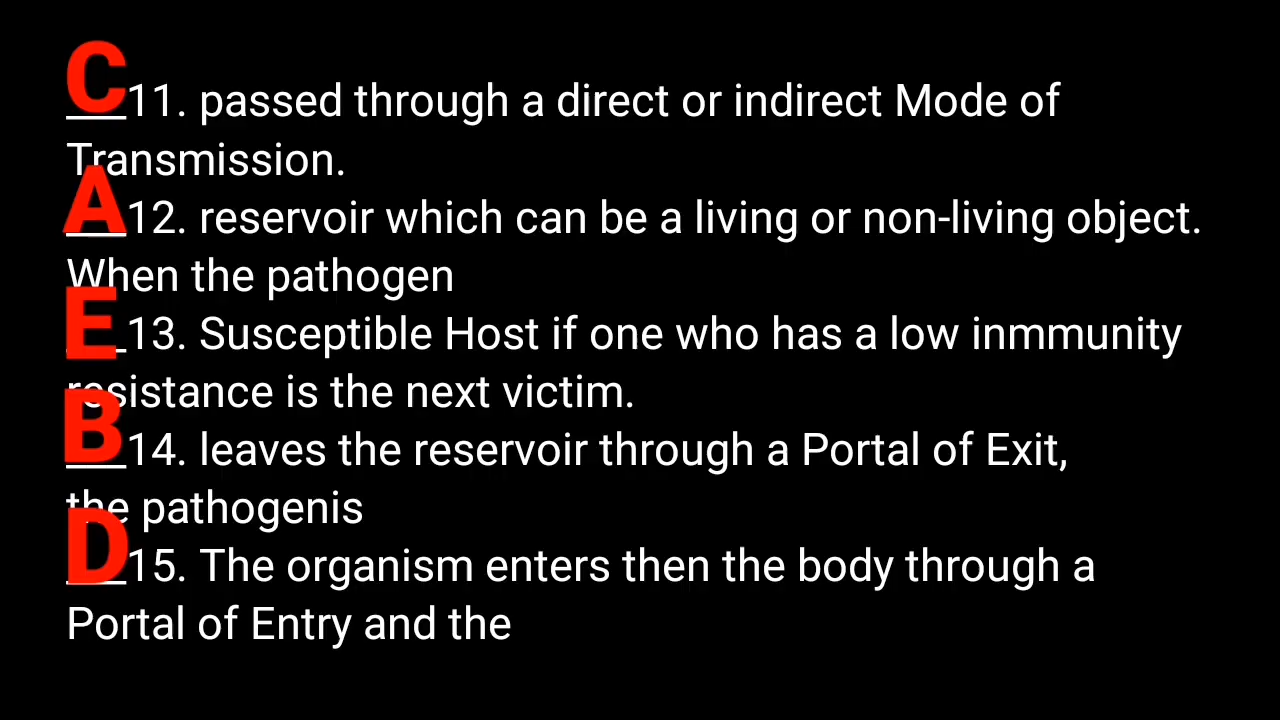 C
___11. passed through a direct or indirect Mode of
Transmission.
A
___12. reservoir which can be a living or non-living object.
When the pathogen
E
___13. Susceptible Host if one who has a low inmmunity
resistance is the next victim.
B
___14. leaves the reservoir through a Portal of Exit,
the pathogenis
D
___15. The organism enters then the body through a
Portal of Entry and the